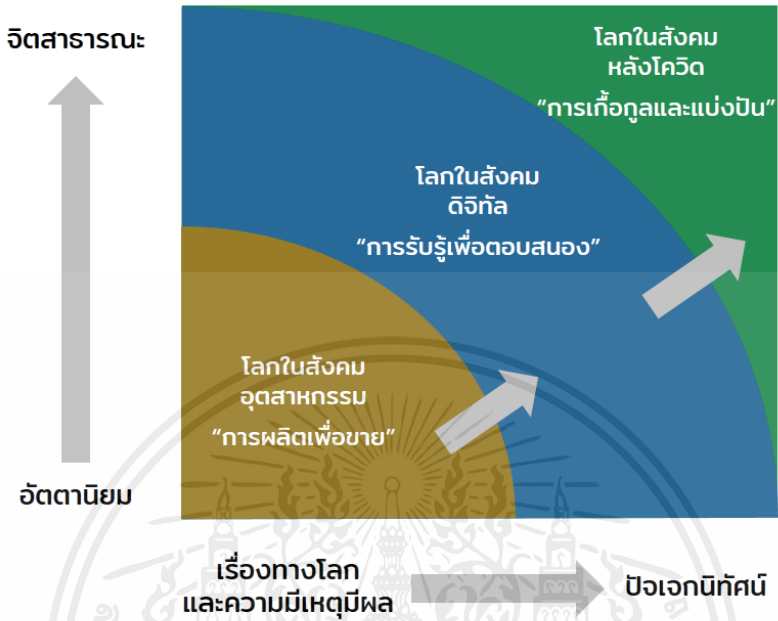 จิตสาธารณะ
โลกในสังคม
หลังโควิด
“การเกื้อกูลและแบ่งปัน”
โลกในสังคม
ดิจิทัล
“การรับรู้เพื่อตอบสนอง”
โลกในสังคม
อุตสาหกรรม
“การผลิตเพื่อขาย”
อัตตานิยม
เรื่องทางโลก
และความมีเหตุมีผล
ปัจเจกนิทัศน์